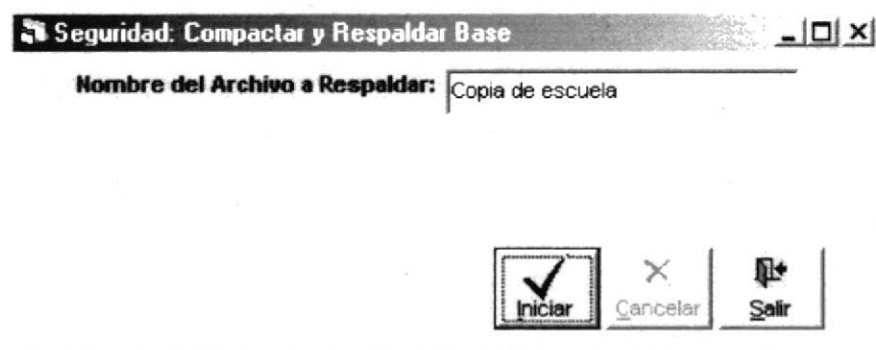 Seguridad: Compactar y Respaldar Base
Nombre del Archivo a Respaldar: Copia de escuela
Iniciar Cancelar Salir